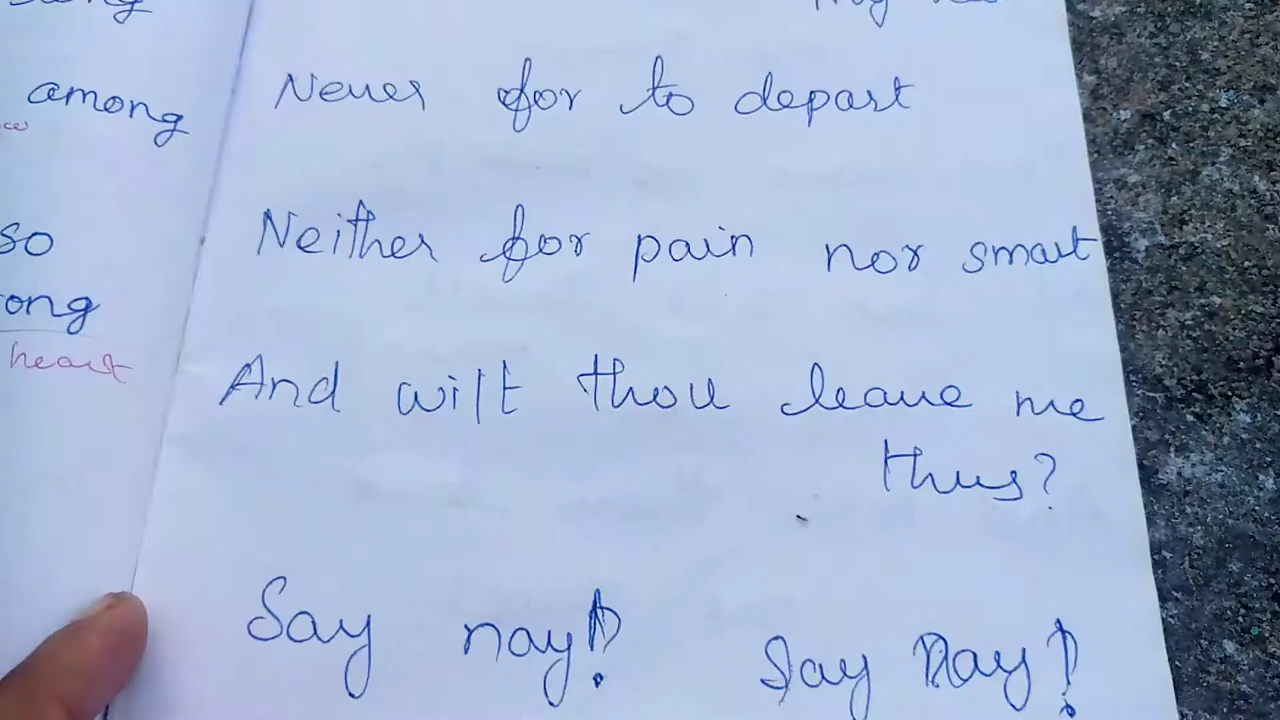 among
so
heart
Never for to depart
Neither for pain nor smart
And wilt thou leave me
thus?
Say nay! Say Nay!